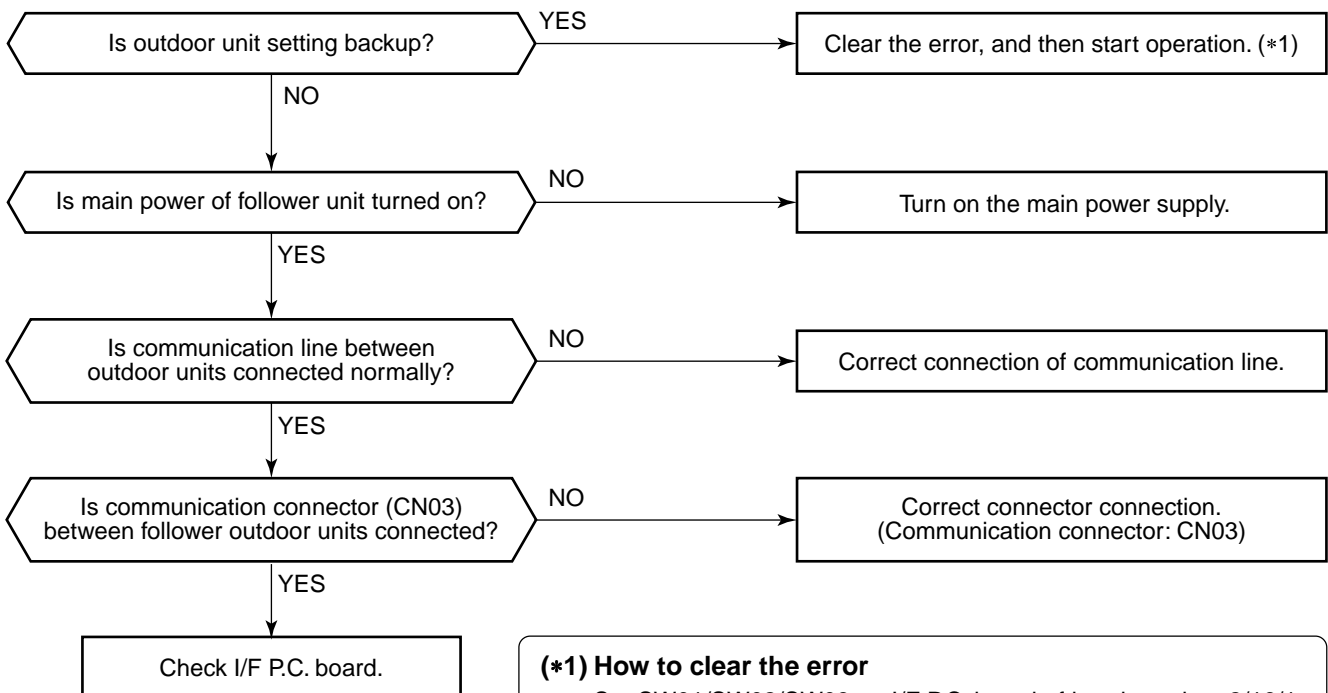 Is outdoor unit setting backup?
YES
Clear the error, and then start operation. (*1)
NO
Is main power of follower unit turned on?
NO
Turn on the main power supply.
YES
Is communication line between
outdoor units connected normally?
NO
Correct connection of communication line.
YES
Is communication connector (CN03)
between follower outdoor units connected?
NO
Correct connector connection.
(Communication connector: CN03)
YES
Check I/F P.C. board.
(*1) How to clear the error